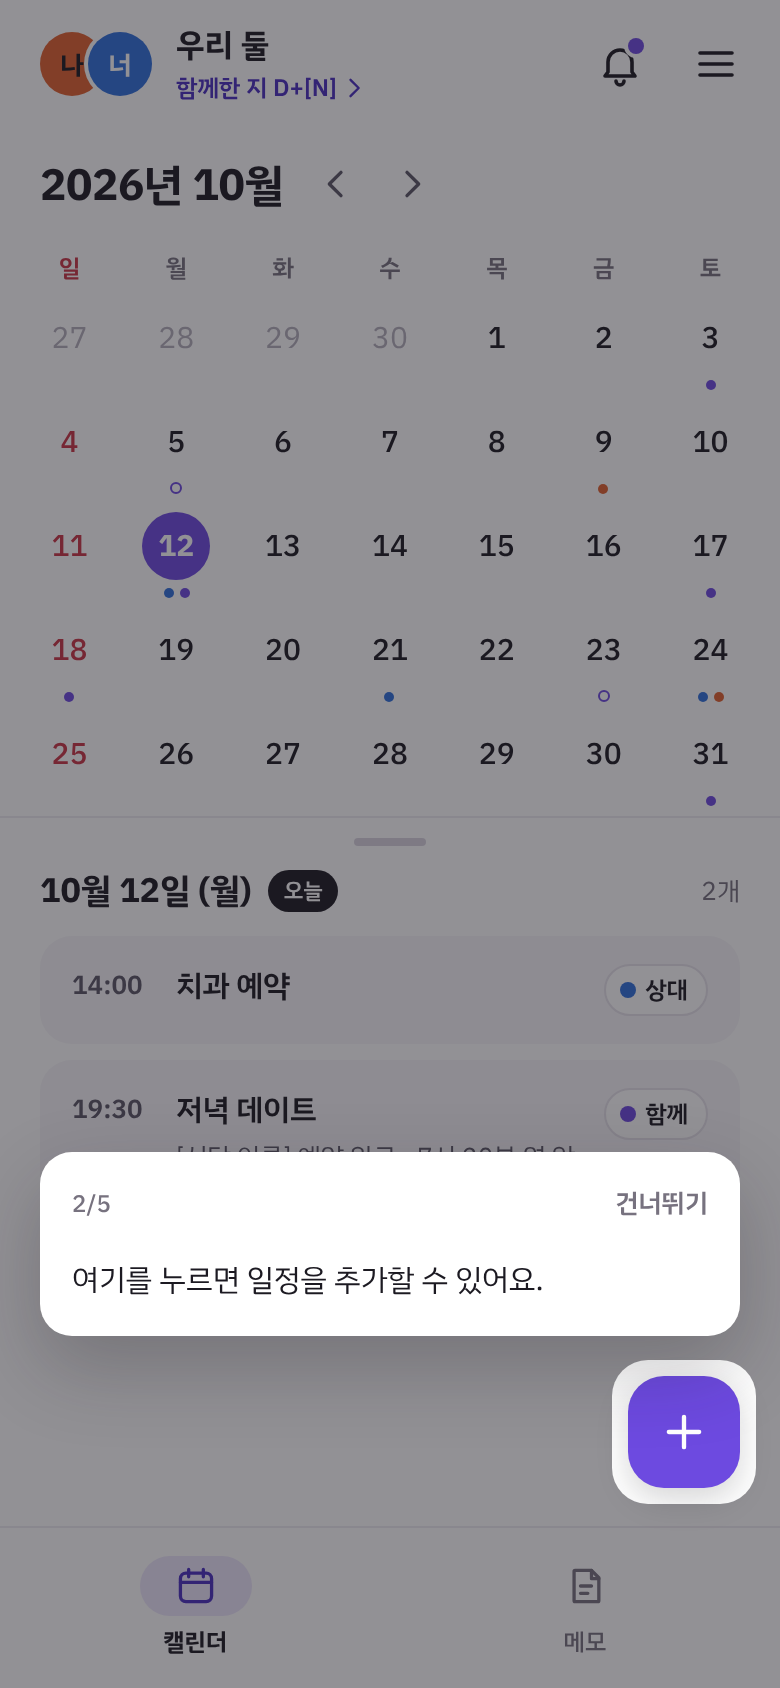 나 너 우리 둘
함께한 지 D+[N]
2026년 10월
일 월 화 수 목 금 토
27 28 29 30 1 2 3
4 5 6 7 8 9 10
11 12 13 14 15 16 17
18 19 20 21 22 23 24
25 26 27 28 29 30 31
10월 12일 (월) 오늘 2개
14:00 치과 예약 상대
19:30 저녁 데이트 함께
2/5 건너뛰기
여기를 누르면 일정을 추가할 수 있어요.
캘린더 메모